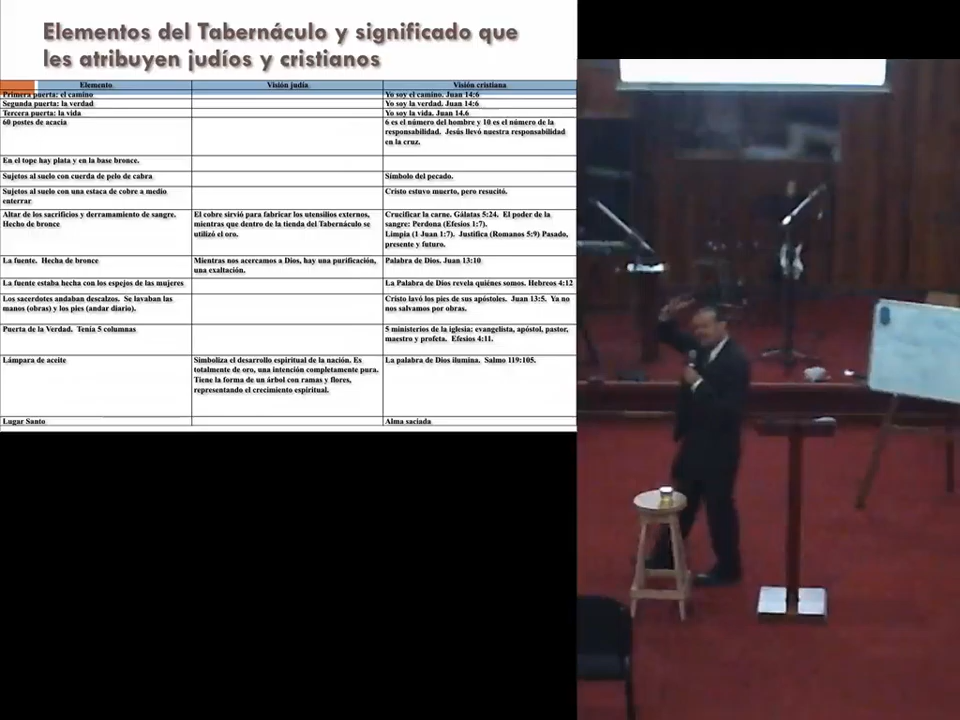 Elementos del Tabernáculo y significado que
les atribuyen judíos y cristianos
Elemento Visión judía Visión cristiana
Primera puerta: el camino Yo soy el camino. Juan 14:6
Segunda puerta: la verdad Yo soy la verdad. Juan 14:6
Tercera puerta: la vida Yo soy la vida. Juan 14.6
60 postes de acacia 6 es el número del hombre y 10 es el número de la
responsabilidad. Jesús llevó nuestra responsabilidad
en la cruz.
En el tope hay plata y en la base bronce.
Sujetos al suelo con cuerda de pelo de cabra Símbolo del pecado.
Sujetos al suelo con una estaca de cobre a medio
enterrar
Cristo estuvo muerto, pero resucitó.
Altar de los sacrificios y derramamiento de sangre.
Hecho de bronce
El cobre sirvió para fabricar los utensilios externos,
mientras que dentro de la tienda del Tabernáculo se
utilizó el oro.
Crucificar la carne. Gálatas 5:24. El poder de la
sangre: Perdona (Efesios 1:7).
Limpia (1 Juan 1:7). Justifica (Romanos 5:9) Pasado,
presente y futuro.
La fuente. Hecha de bronce
Mientras nos acercamos a Dios, hay una purificación,
una exaltación.
Palabra de Dios. Juan 13:10
La fuente estaba hecha con los espejos de las mujeres La Palabra de Dios revela quiénes somos. Hebreos 4:12
Los sacerdotes andaban descalzos. Se lavaban las
manos (obras) y los pies (andar diario).
Cristo lavó los pies de sus apóstoles. Juan 13:5. Ya no
nos salvamos por obras.
Puerta de la Verdad. Tenía 5 columnas
5 ministerios de la iglesia: evangelista, apóstol, pastor,
maestro y profeta. Efesios 4:11.
Lámpara de aceite
Simboliza el desarrollo espiritual de la nación. Es
totalmente de oro, una intención completamente pura.
Tiene la forma de un árbol con ramas y flores,
representando el crecimiento espiritual.
La palabra de Dios ilumina. Salmo 119:105.
Lugar Santo Alma saciada